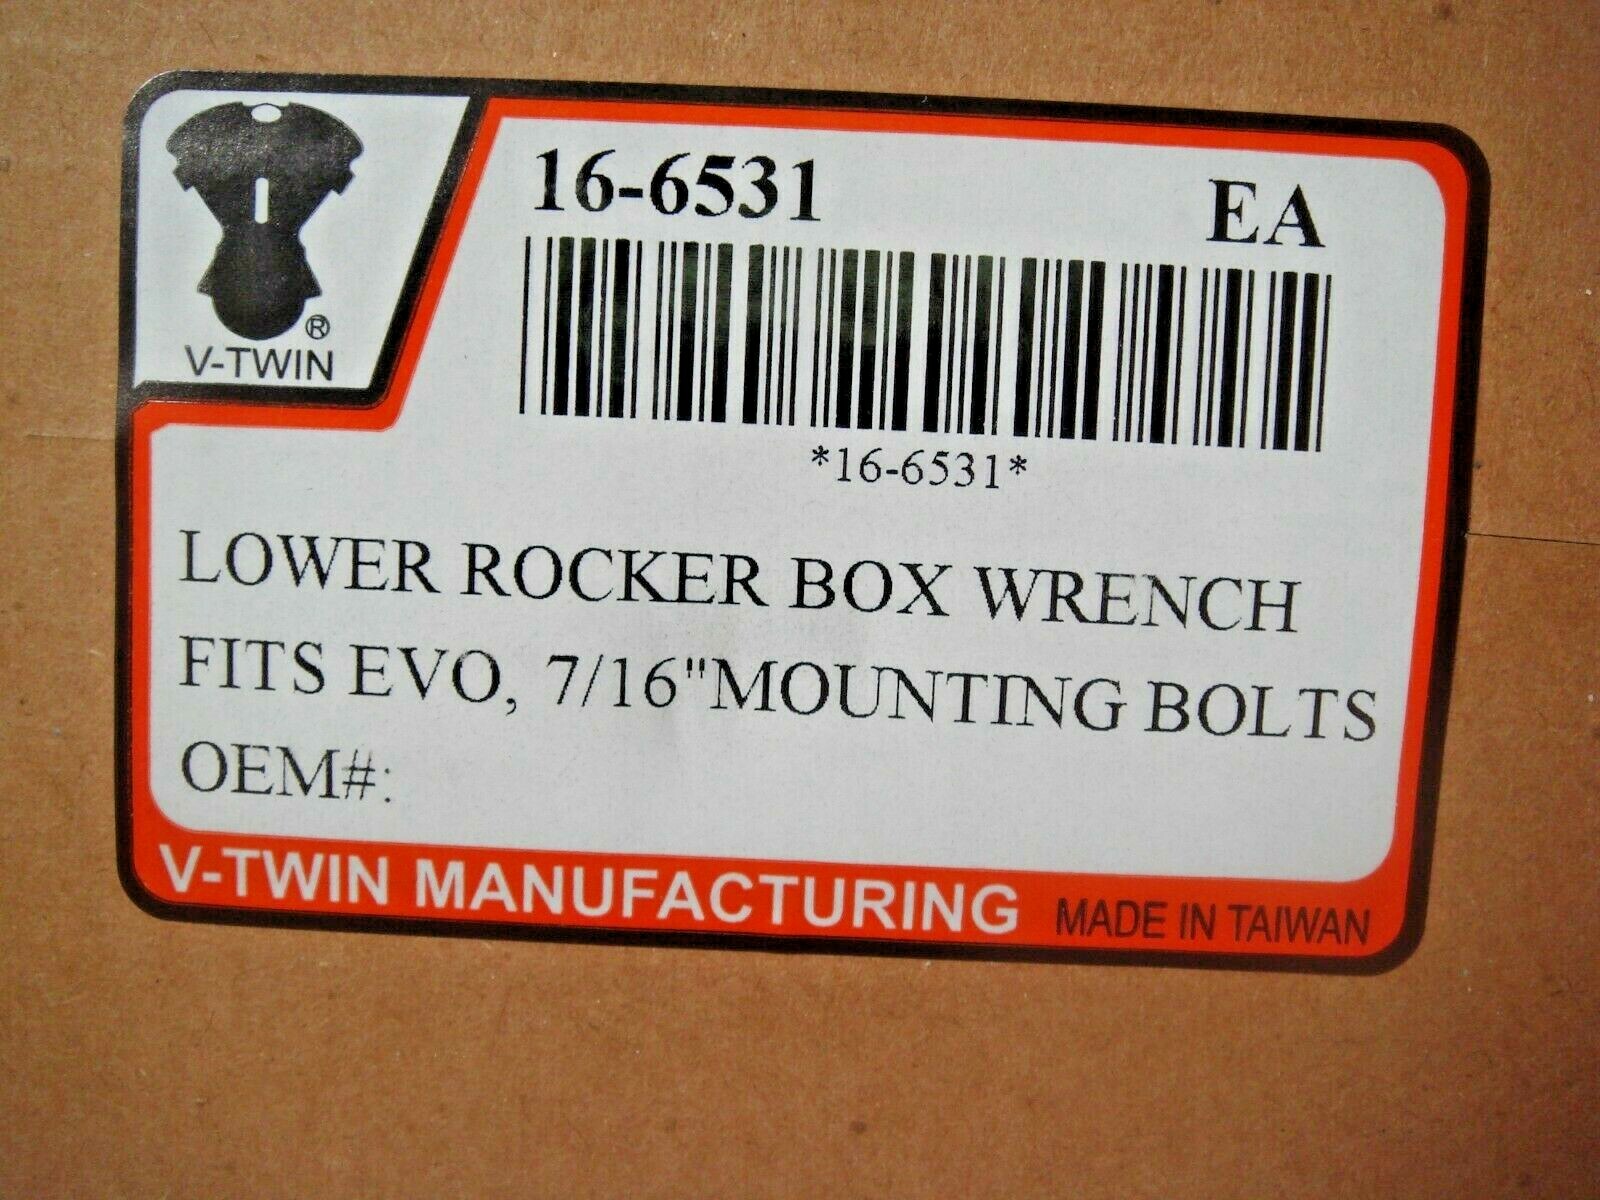 16-6531 EA
*16-6531*
® 
V-TWIN
LOWER ROCKER BOX WRENCH
FITS EVO, 7/16"MOUNTING BOLTS
OEM#:
V-TWIN MANUFACTURING MADE IN TAIWAN